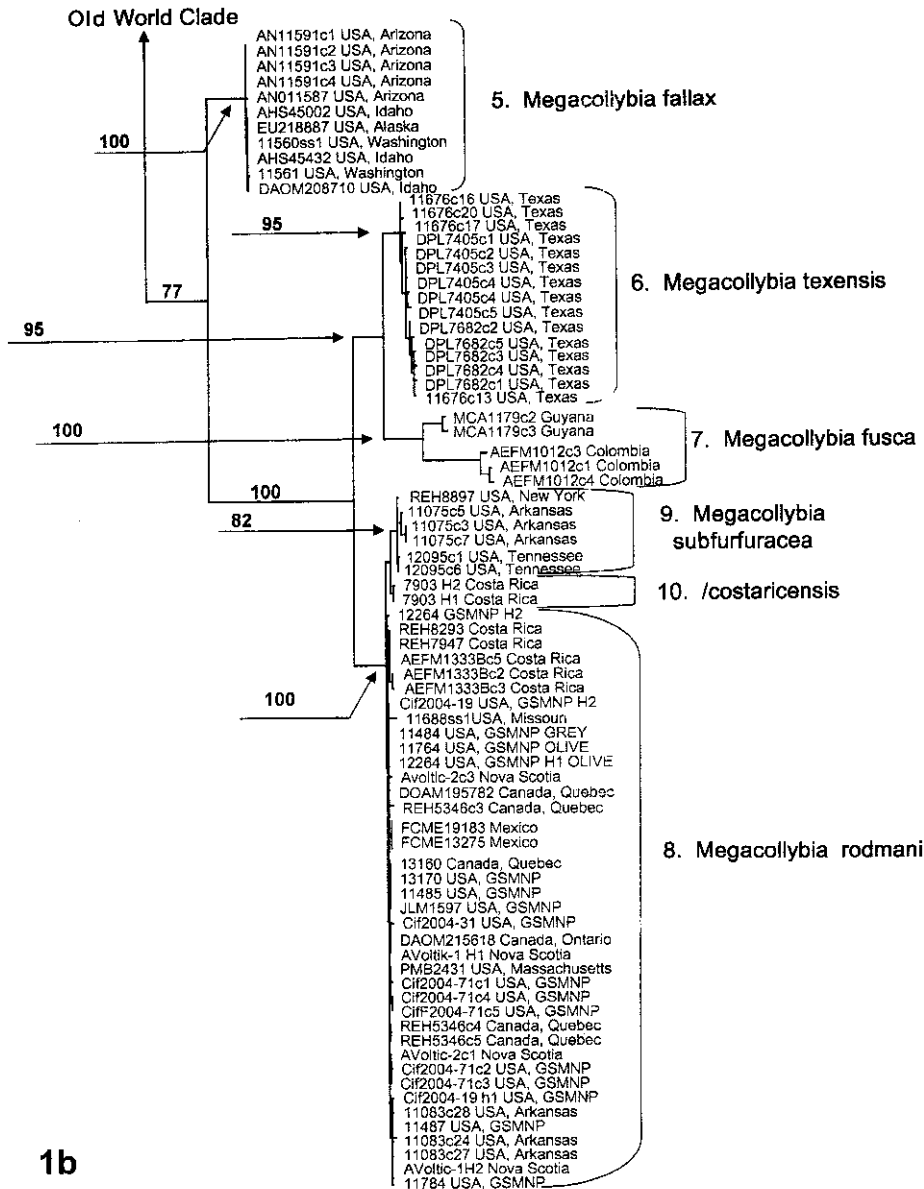 Old World Clade
AN11591c1 USA, Arizona
AN11591c2 USA, Arizona
AN11591c3 USA, Arizona
AN11591c4 USA, Arizona
AN011587 USA, Arizona
AHS45002 USA, Idaho
EU218887 USA, Alaska
11560ss1 USA, Washington
AHS45432 USA, Idaho
11561 USA, Washington
DAOM208710 USA, Idaho
5. Megacollybia fallax
100
11676c16 USA, Texas
11676c20 USA, Texas
11676c17 USA, Texas
DPL7405c1 USA, Texas
DPL7405c2 USA, Texas
DPL7405c3 USA, Texas
DPL7405c4 USA, Texas
DPL7405c4 USA, Texas
DPL7405c5 USA, Texas
DPL7682c2 USA, Texas
DPL7682c5 USA, Texas
DPL7682c3 USA, Texas
DPL7682c4 USA, Texas
DPL7682c1 USA, Texas
11676c13 USA, Texas
95
6. Megacollybia texensis
77
95
100
MCA1179c2 Guyana
MCA1179c3 Guyana
AEFM1012c3 Colombia
AEFM1012c1 Colombia
AEFM1012c4 Colombia
7. Megacollybia fusca
100
82
REH8897 USA, New York
11075c5 USA, Arkansas
11075c3 USA, Arkansas
11075c7 USA, Arkansas
12095c1 USA, Tennessee
12095c6 USA, Tennessee
9. Megacollybia
subfurfuracea
7903 H2 Costa Rica
7903 H1 Costa Rica
10. /costaricensis
12264 GSMNP H2
REH8293 Costa Rica
REH7947 Costa Rica
AEFM1333Bc5 Costa Rica
AEFM1333Bc2 Costa Rica
AEFM1333Bc3 Costa Rica
Cif2004-19 USA, GSMNP H2
11688ss1USA, Missoun
11484 USA, GSMNP GREY
11764 USA, GSMNP OLIVE
12264 USA, GSMNP H1 OLIVE
Avoltic-2c3 Nova Scotia
DOAM195782 Canada, Quebec
REH5346c3 Canada, Quebec
FCME19183 Mexico
FCME13275 Mexico
13160 Canada, Quebec
13170 USA, GSMNP
11485 USA, GSMNP
JLM1597 USA, GSMNP
Cif2004-31 USA, GSMNP
DAOM215618 Canada, Ontario
AVoltik-1 H1 Nova Scotia
PMB2431 USA, Massachusetts
Cif2004-71c1 USA, GSMNP
Cif2004-71c4 USA, GSMNP
CifF2004-71c5 USA, GSMNP
REH5346c4 Canada, Quebec
REH5346c5 Canada, Quebec
AVoltic-2c1 Nova Scotia
Cif2004-71c2 USA, GSMNP
Cif2004-71c3 USA, GSMNP
Cif2004-19 h1 USA, GSMNP
11083c28 USA, Arkansas
11487 USA, GSMNP
11083c24 USA, Arkansas
11083c27 USA, Arkansas
AVoltic-1H2 Nova Scotia
11784 USA, GSMNP
100
8. Megacollybia rodmani
1b